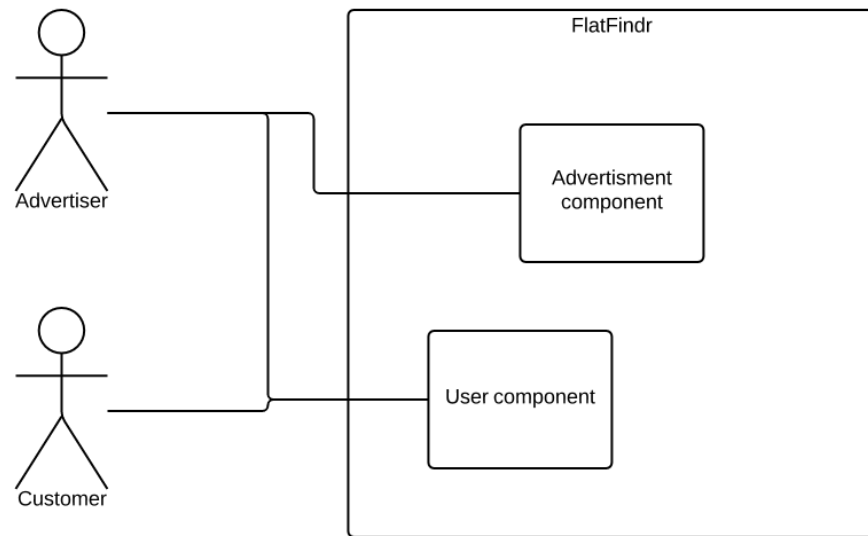 FlatFindr
Advertiser
Advertisment
component
User component
Customer